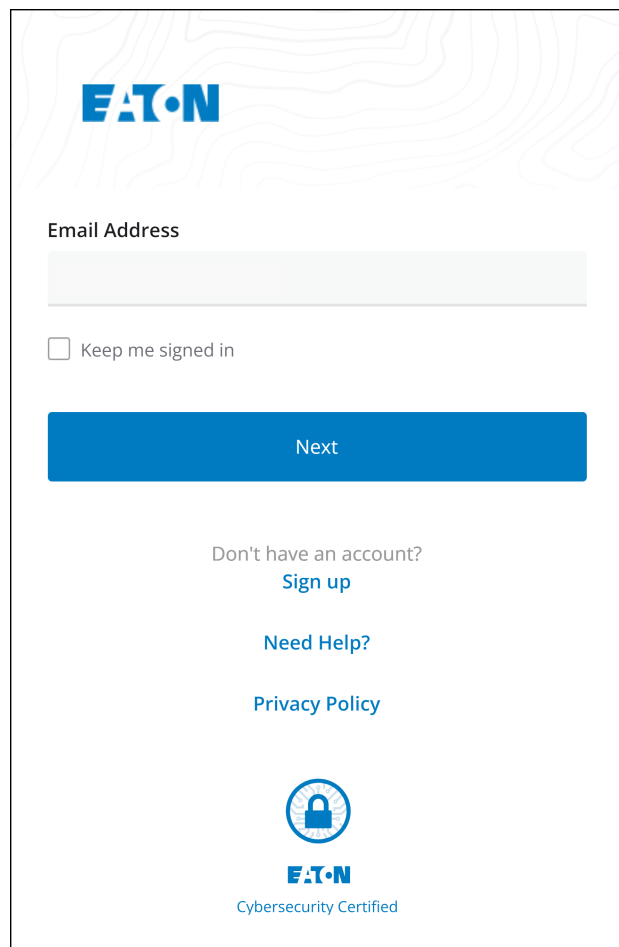 EATON
Email Address
Keep me signed in
Next
Don't have an account?
Sign up
Need Help?
Privacy Policy
EATON
Cybersecurity Certified